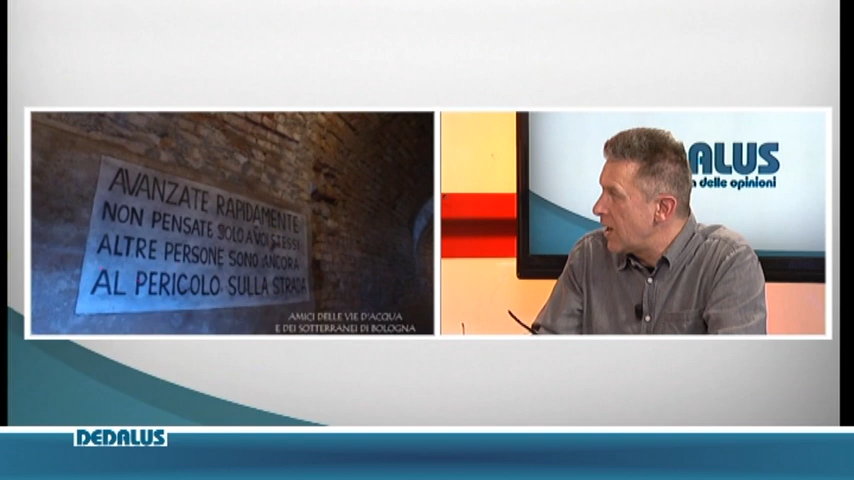 AVANZATE RAPIDAMENTE
NON PENSATE SOLO A VOI STESSI
ALTRE PERSONE SONO ANCORA
AL PERICOLO SULLA STRADA
AMICI DELLE VIE D'ACQUA
E DEI SOTTERRANEI DI BOLOGNA
DALUS
delle opinioni
DEDALUS